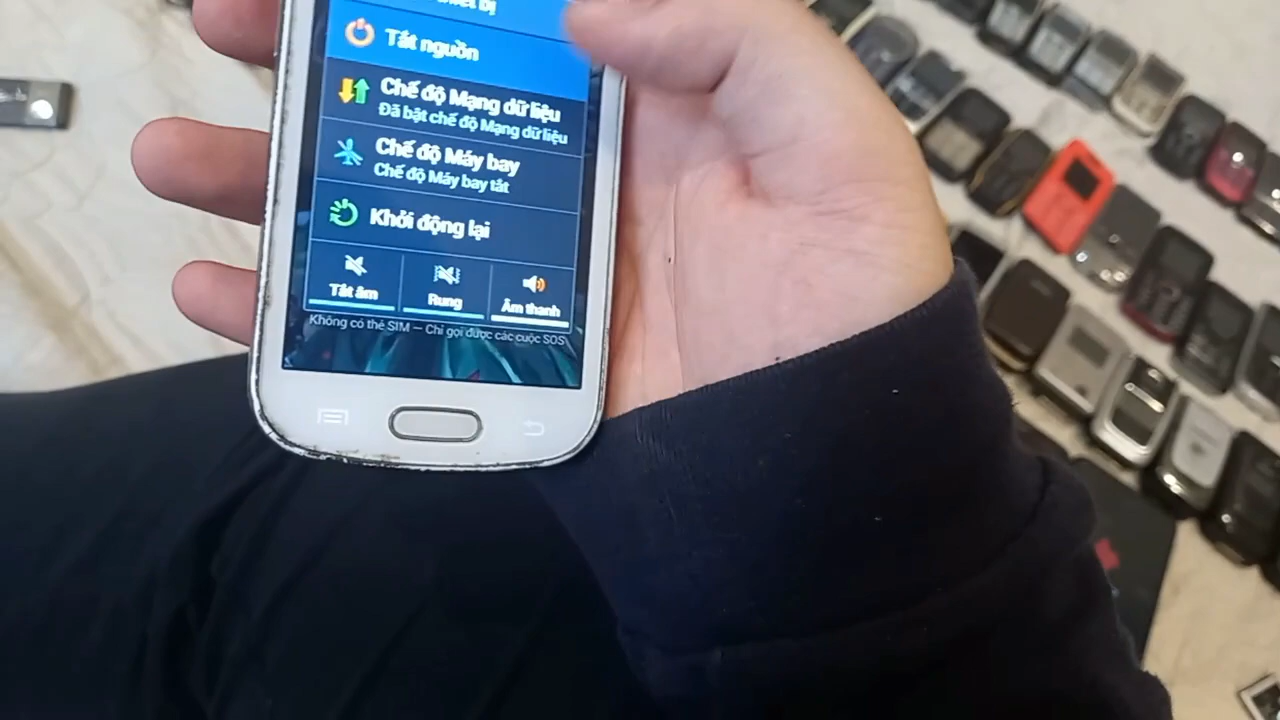 thiết bị
Tắt nguồn
Chế độ Mạng dữ liệu
Đã bật chế độ Mạng dữ liệu
Chế độ Máy bay
Chế độ Máy bay tắt
Khởi động lại
Tắt âm
Rung
Âm thanh
Không có thẻ SIM — Chỉ gọi được các cuộc SOS